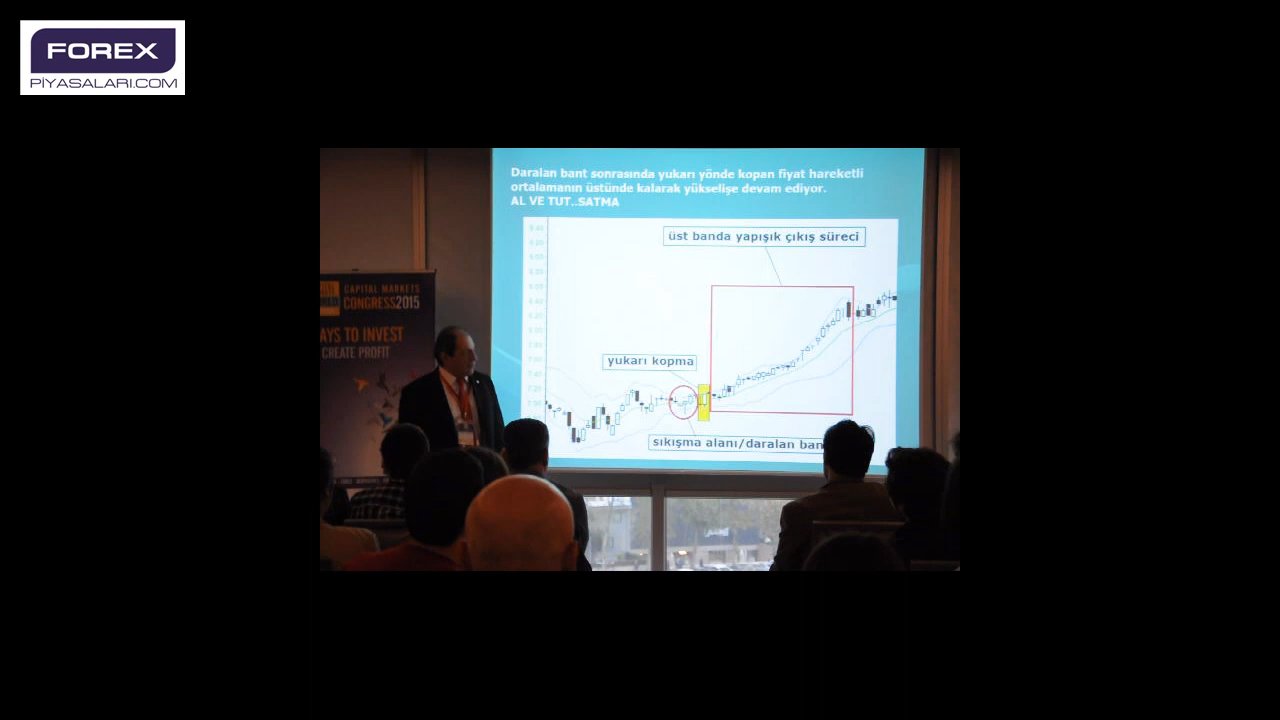 FOREX
PİYASALARI.COM
Daralan bant sonrasında yukarı yönde kopan fiyat hareketli
ortalamanın üstünde kalarak yükselişe devam ediyor.
AL VE TUT..SATMA
üst banda yapışık çıkış süreci
CAPITAL MARKETS
CONGRESS2015
AYS TO INVEST
CREATE PROFIT
yukarı kopma
sıkışma alanı/daralan ban